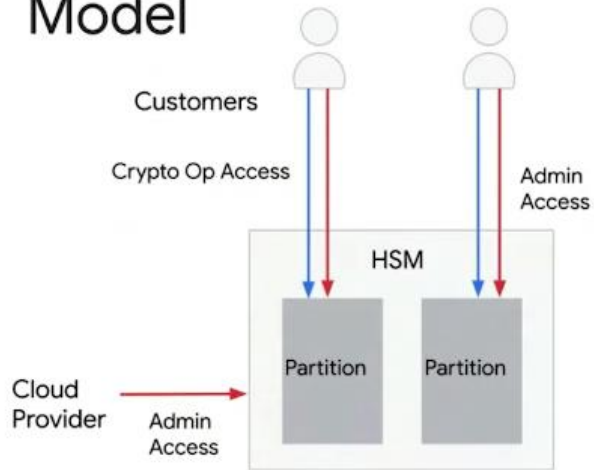 Model
Customers
Crypto Op Access
Admin
Access
HSM
Partition
Partition
Cloud
Provider
Admin
Access